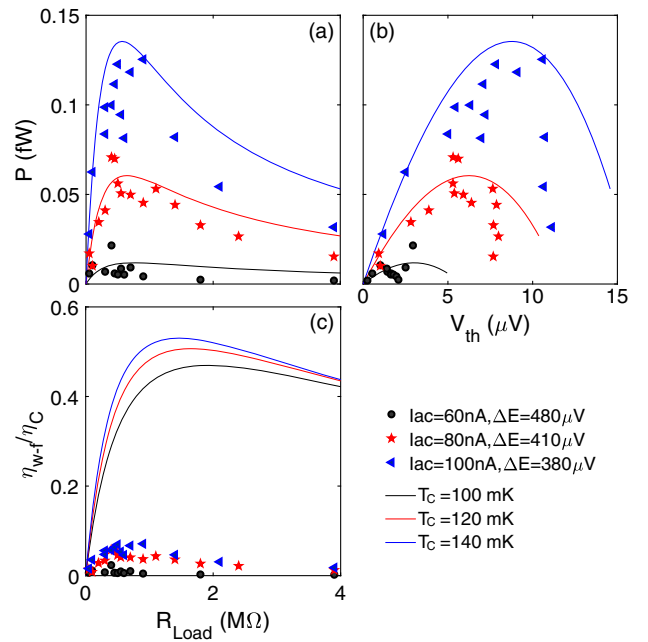 (a)
(b)
0.15
0.1
0.05
0
P (fW)
0 5 10 15
V_th (μV)
(c)
0.6
0.4
0.2
0
η_w-f/η_C
0 2 4
R_Load (MΩ)
Iac=60nA,ΔE=480μV
Iac=80nA,ΔE=410μV
Iac=100nA,ΔE=380μV
T_C = 100 mK
T_C = 120 mK
T_C = 140 mK